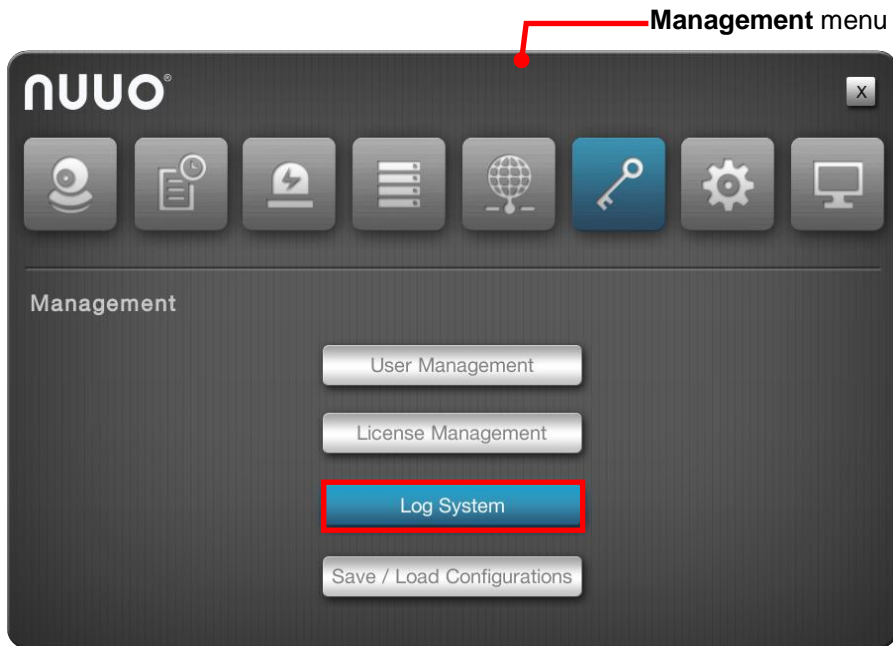 Management menu
nuuo®
X
Management
User Management
License Management
Log System
Save / Load Configurations